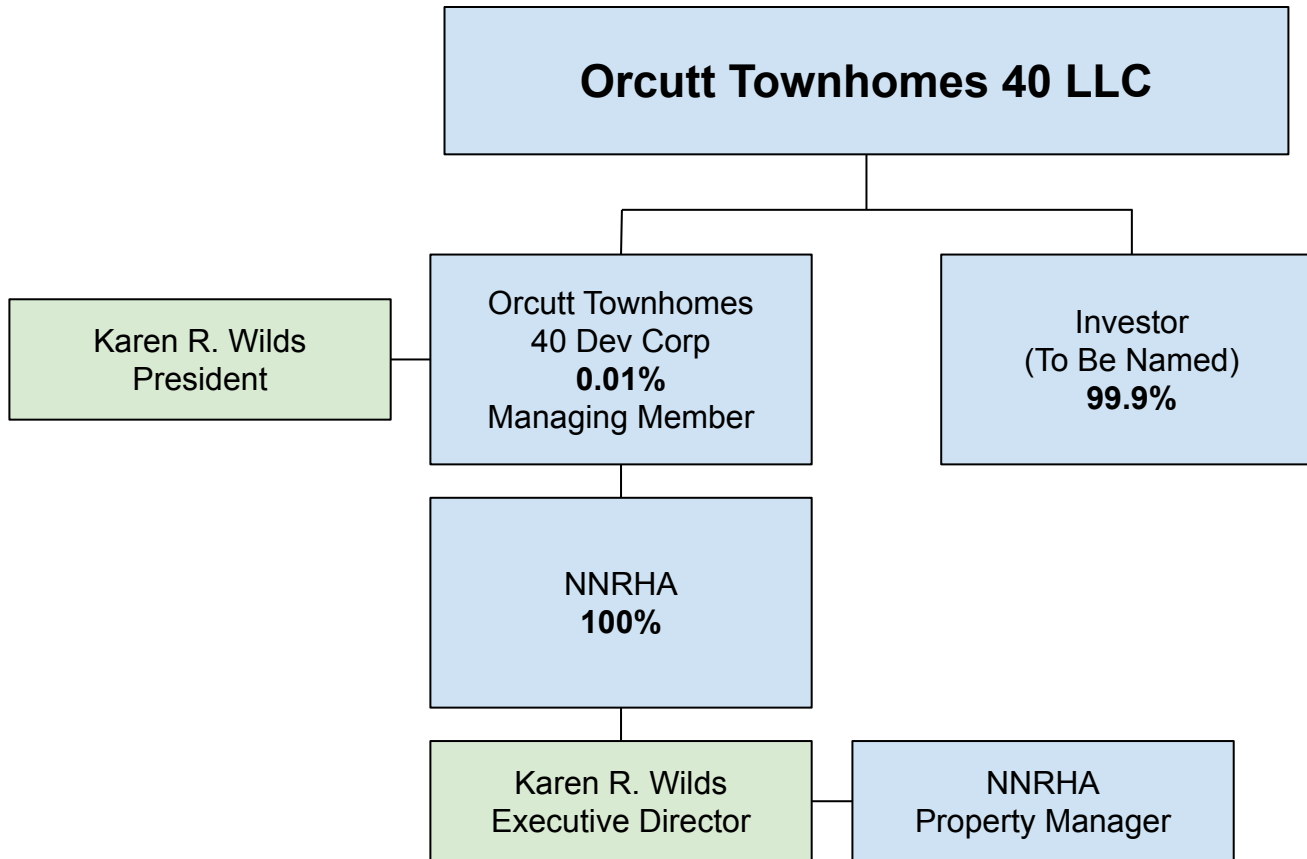 Orcutt Townhomes 40 LLC
Karen R. Wilds
President
Orcutt Townhomes
40 Dev Corp
0.01%
Managing Member
Investor
(To Be Named)
99.9%
NNRHA
100%
Karen R. Wilds
Executive Director
NNRHA
Property Manager